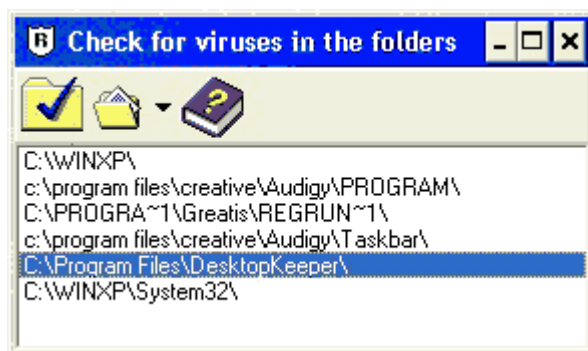 Check for viruses in the folders
C:\WINXP\
c:\program files\creative\Audigy\PROGRAM\
C:\PROGRA~1\Greatis\REGRUN~1\
c:\program files\creative\Audigy\Taskbar\
C:\Program Files\DesktopKeeper\
C:\WINXP\System32\